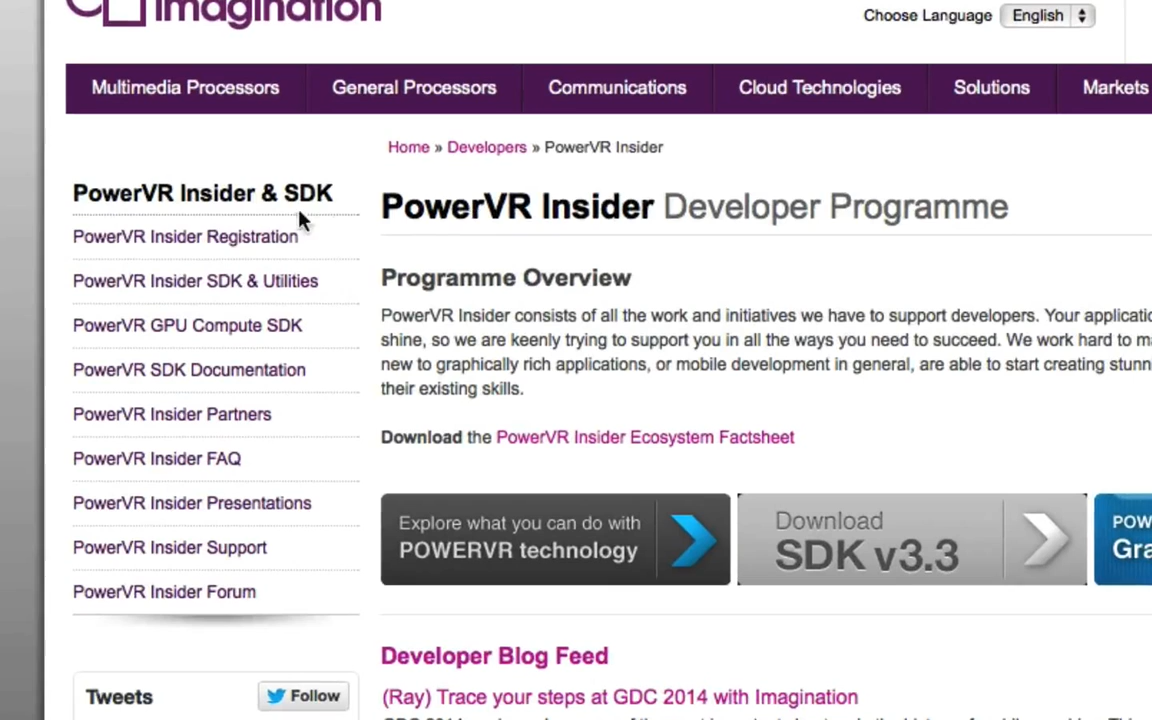 imagination
Choose Language English
Multimedia Processors General Processors Communications Cloud Technologies Solutions Markets
Home » Developers » PowerVR Insider
PowerVR Insider & SDK
PowerVR Insider Registration
PowerVR Insider SDK & Utilities
PowerVR GPU Compute SDK
PowerVR SDK Documentation
PowerVR Insider Partners
PowerVR Insider FAQ
PowerVR Insider Presentations
PowerVR Insider Support
PowerVR Insider Forum
Tweets Follow
PowerVR Insider Developer Programme
Programme Overview
PowerVR Insider consists of all the work and initiatives we have to support developers. Your
shine, so we are keenly trying to support you in all the ways you need to succeed. We work hard to
new to graphically rich applications, or mobile development in general, are able to start creating
their existing skills.
Download the PowerVR Insider Ecosystem Factsheet
Explore what you can do with
POWERVR technology
Download
SDK v3.3
Developer Blog Feed
(Ray) Trace your steps at GDC 2014 with Imagination